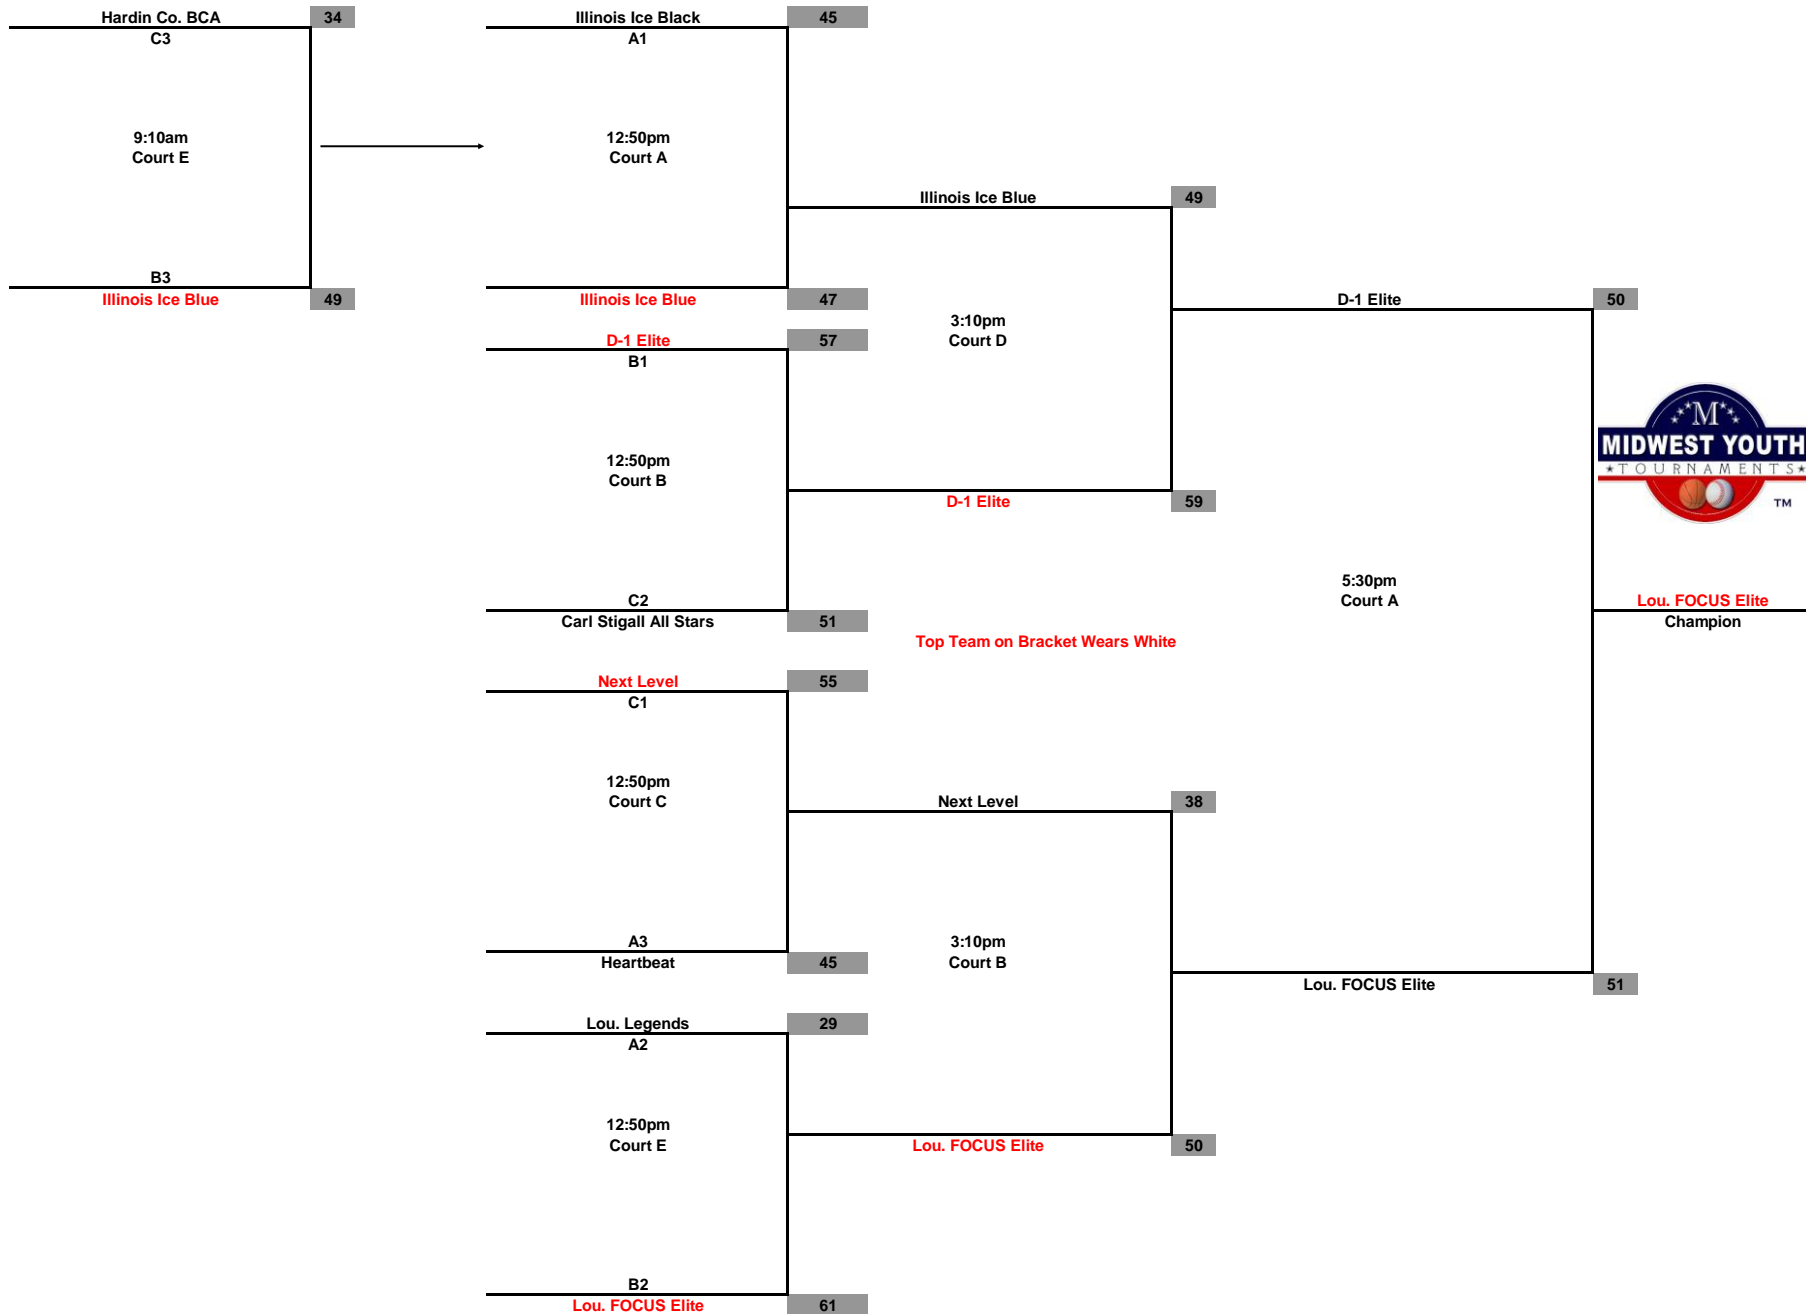 Hardin Co. BCA 34
C3
9:10am
Court E
B3
Illinois Ice Blue 49
Illinois Ice Black 45
A1
12:50pm
Court A
Illinois Ice Blue 47
D-1 Elite 57
B1
12:50pm
Court B
C2
Carl Stigall All Stars 51
Next Level 55
C1
12:50pm
Court C
A3
Heartbeat 45
Lou. Legends 29
A2
12:50pm
Court E
B2
Lou. FOCUS Elite 61
Illinois Ice Blue 49
3:10pm
Court D
D-1 Elite 59
Top Team on Bracket Wears White
Next Level 38
3:10pm
Court B
Lou. FOCUS Elite 50
D-1 Elite 50
5:30pm
Court A
Lou. FOCUS Elite 51
M
MIDWEST YOUTH
TOURNAMENTS
TM
Lou. FOCUS Elite
Champion